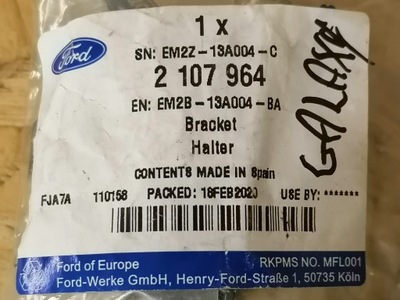 1 x
Ford
SN: EM2Z-13A004-C
2 107 964
EN: EM2B-13A004-BA
Bracket
Halter
GALAXY
CONTENTS MADE IN Spain
FJA7A 110158 PACKED: 18FEB2020 USE BY: *******
Ford of Europe RKPMS NO. MFL001
Ford-Werke GmbH, Henry-Ford-Straße 1, 50735 Köln